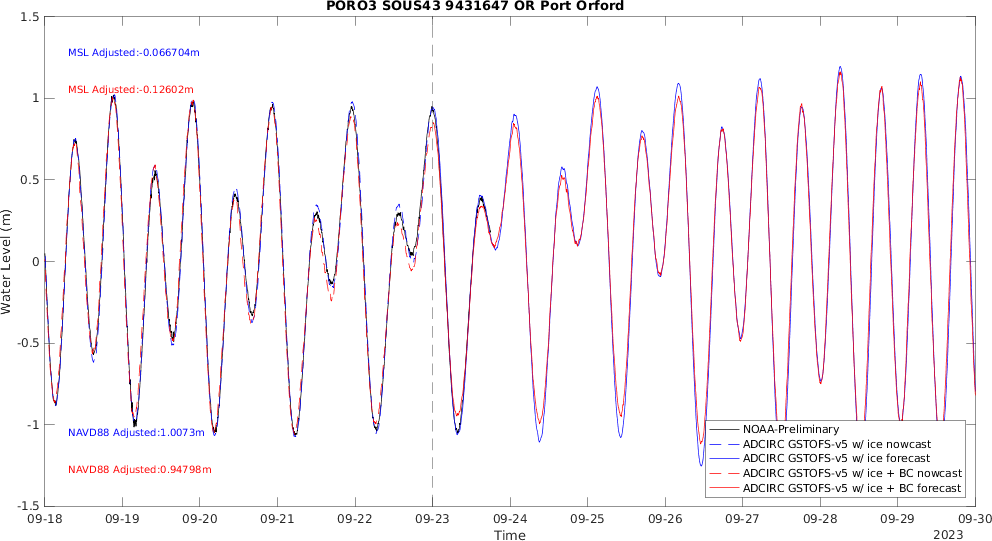 PORO3 SOUS43 9431647 OR Port Orford
1.5
1
0.5
0
-0.5
-1
-1.5
Water Level (m)
MSL Adjusted:-0.066704m
MSL Adjusted:-0.12602m
NAVD88 Adjusted:1.0073m
NAVD88 Adjusted:0.94798m
NOAA-Preliminary
ADCIRC GSTOFS-v5 w/ ice nowcast
ADCIRC GSTOFS-v5 w/ ice forecast
ADCIRC GSTOFS-v5 w/ ice + BC nowcast
ADCIRC GSTOFS-v5 w/ ice + BC forecast
09-18 09-19 09-20 09-21 09-22 09-23 09-24 09-25 09-26 09-27 09-28 09-29 09-30
Time
2023